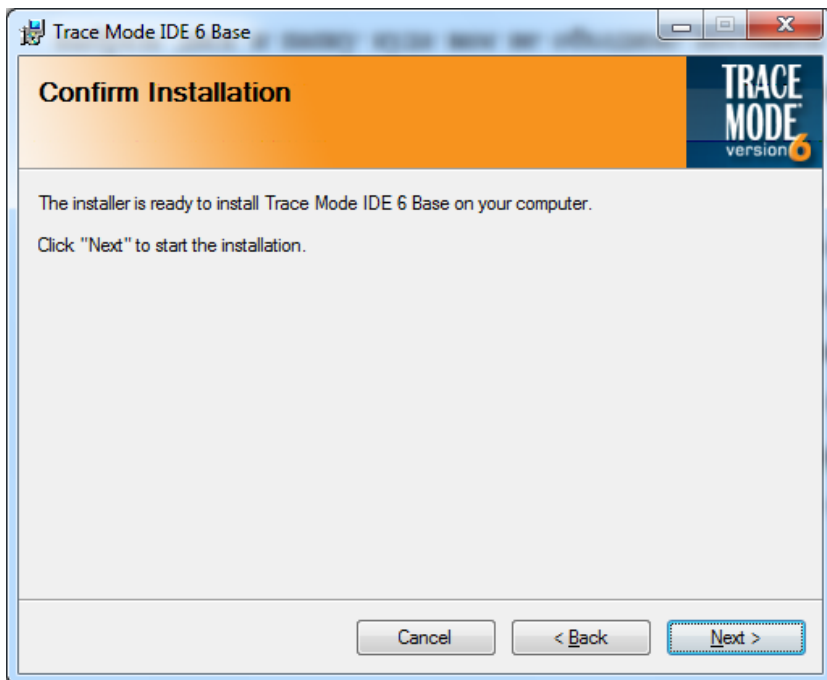 Trace Mode IDE 6 Base
Confirm Installation
TRACE
MODE
version 6
The installer is ready to install Trace Mode IDE 6 Base on your computer.
Click "Next" to start the installation.
Cancel
< Back
Next >